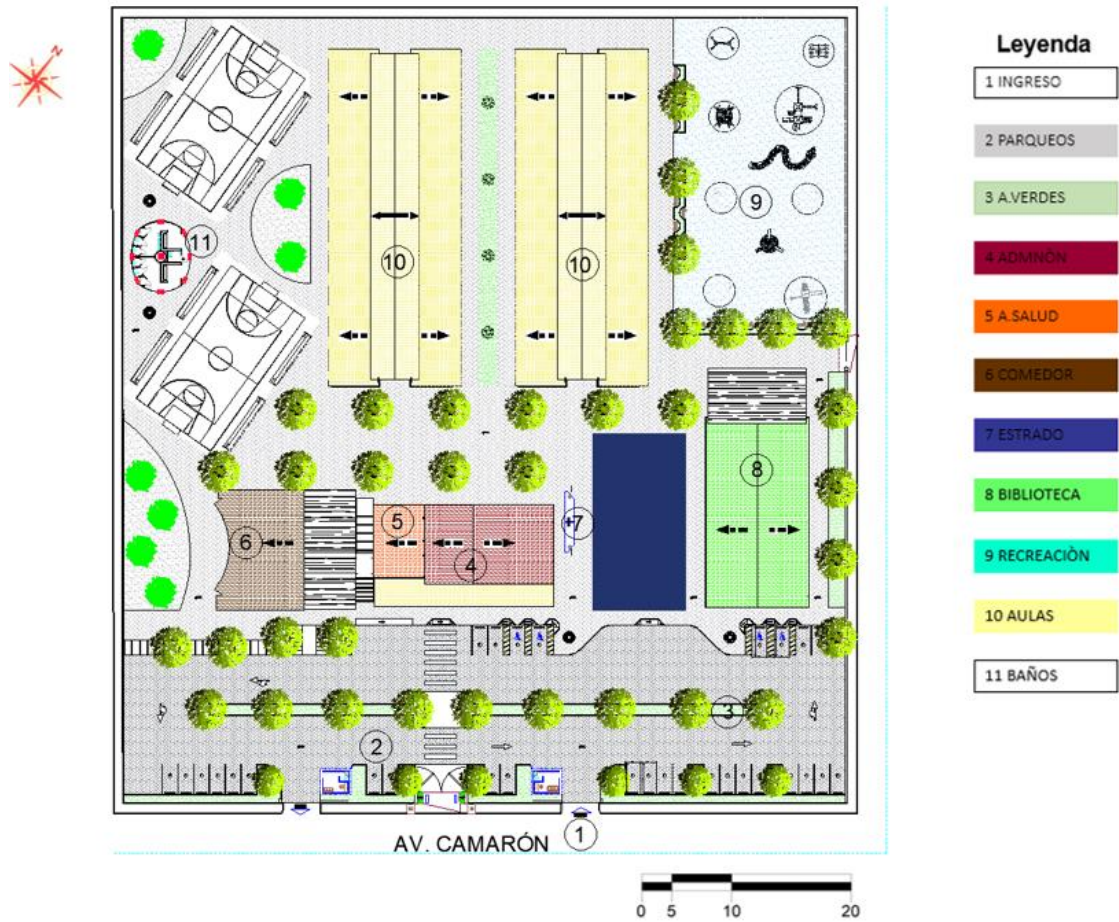 N
Leyenda
1 INGRESO
2 PARQUEOS
3 A.VERDES
4 ADMNÒN
5 A.SALUD
6 COMEDOR
7 ESTRADO
8 BIBLIOTECA
9 RECREACIÒN
10 AULAS
11 BAÑOS
9
11
10
10
8
5
7
6
4
3
2
1
AV. CAMARÓN
0 5 10 20